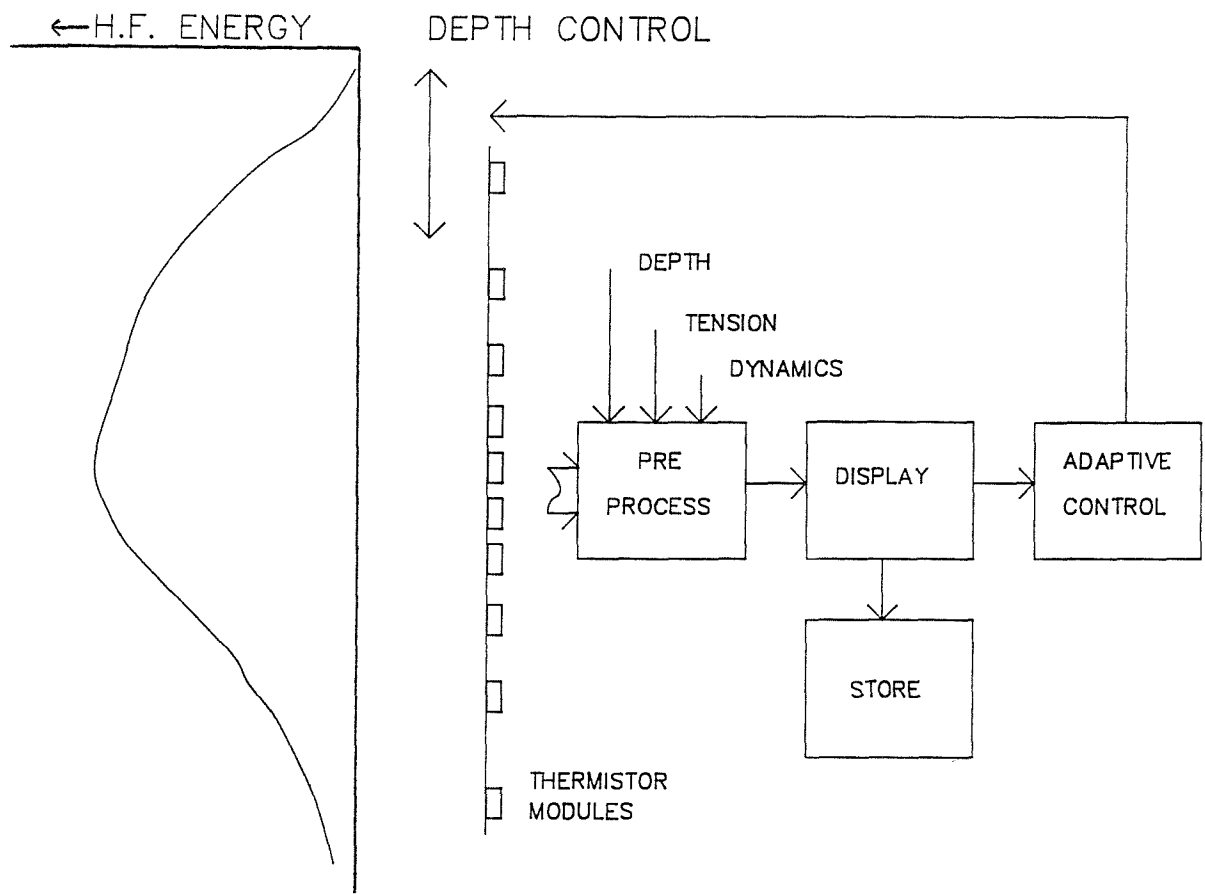 ←H.F. ENERGY
DEPTH CONTROL
DEPTH
TENSION
DYNAMICS
PRE
PROCESS
DISPLAY
ADAPTIVE
CONTROL
STORE
THERMISTOR
MODULES